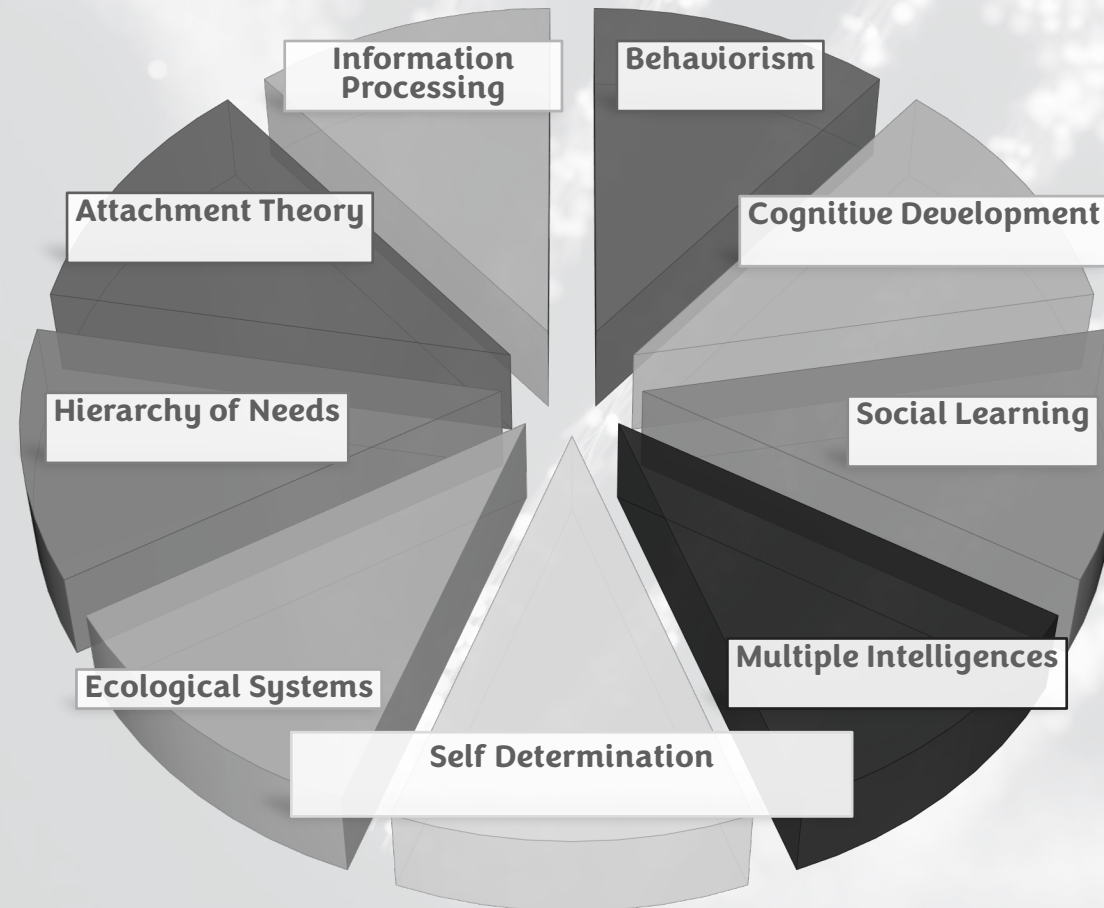 Information
Processing
Behaviorism
Attachment Theory
Cognitive Development
Hierarchy of Needs
Social Learning
Multiple Intelligences
Ecological Systems
Self Determination